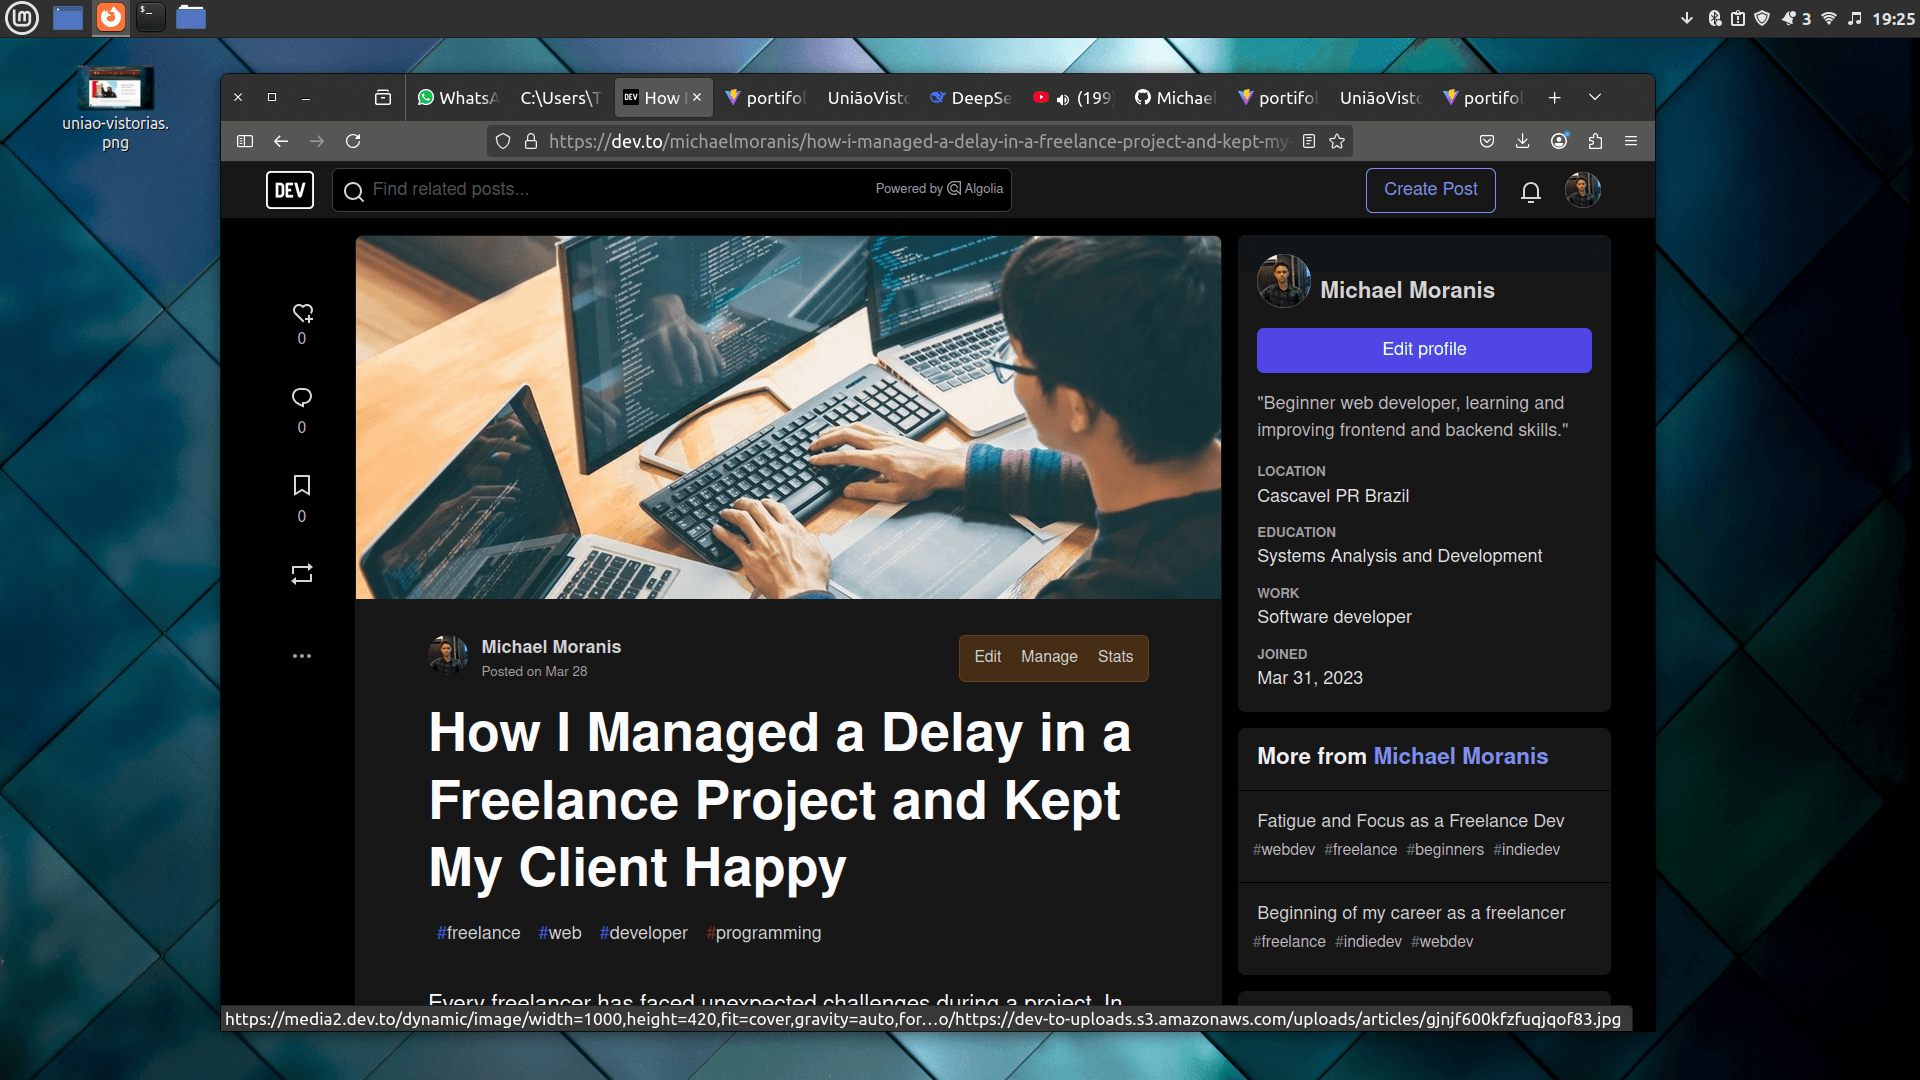 3
19:25
uniao-vistorias.
png
WhatsA
C:\Users\T
DEV How I
portifol
UniãoVisto
DeepSe
(199)
Michael
portifol
UniãoVisto
portifol
https://dev.to/michaelmoranis/how-i-managed-a-delay-in-a-freelance-project-and-kept-my-
DEV
Find related posts...
Powered by Algolia
Create Post
0
0
0
Michael Moranis
Posted on Mar 28
Edit Manage Stats
How I Managed a Delay in a
Freelance Project and Kept
My Client Happy
#freelance #web #developer #programming
Every freelancer has faced unexpected challenges during a project. In
Michael Moranis
Edit profile
"Beginner web developer, learning and
improving frontend and backend skills."
LOCATION
Cascavel PR Brazil
EDUCATION
Systems Analysis and Development
WORK
Software developer
JOINED
Mar 31, 2023
More from Michael Moranis
Fatigue and Focus as a Freelance Dev
#webdev #freelance #beginners #indiedev
Beginning of my career as a freelancer
#freelance #indiedev #webdev
https://media2.dev.to/dynamic/image/width=1000,height=420,fit=cover,gravity=auto,for…o/https://dev-to-uploads.s3.amazonaws.com/uploads/articles/gjnjf600kfzfuqjqof83.jpg